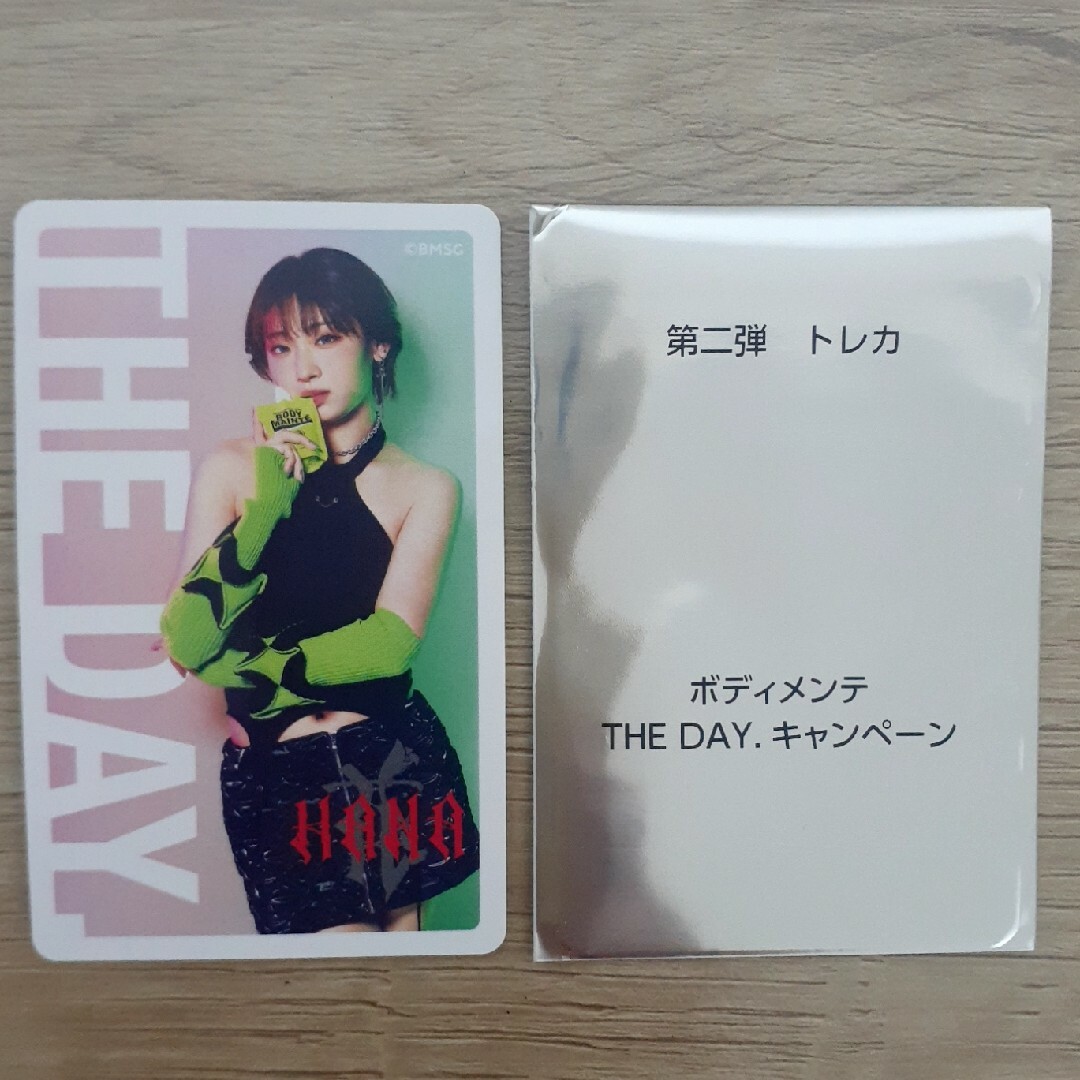 THE DAY.
©BMSG
BODY
MAINTÉ
HANA
第二弾 トレカ
ボディメンテ
THE DAY. キャンペーン